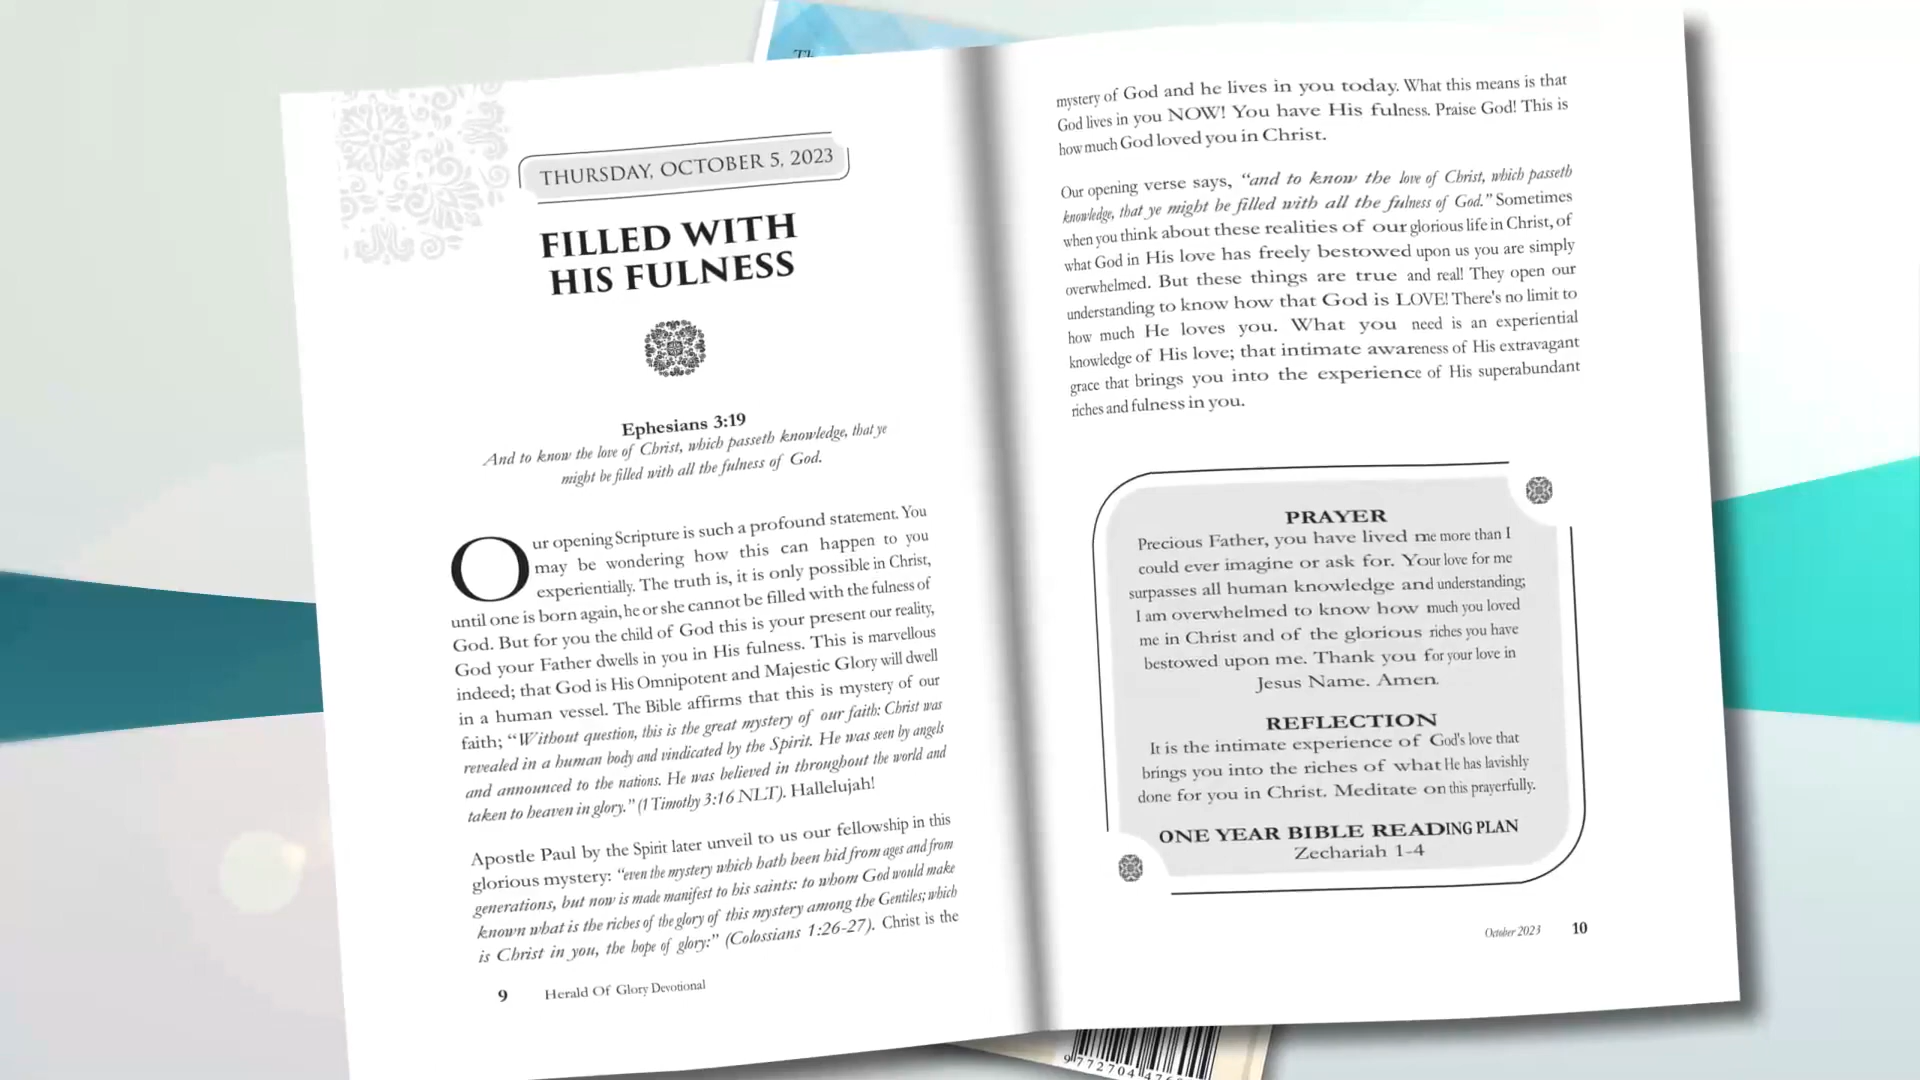 Th
THURSDAY, OCTOBER 5, 2023
FILLED WITH
HIS FULNESS
Ephesians 3:19
And to know the love of Christ, which passeth knowledge, that ye
might be filled with all the fulness of God.
Our opening Scripture is such a profound statement. You
may be wondering how this can happen to you
experientially. The truth is, it is only possible in Christ,
until one is born again, he or she cannot be filled with the fulness of
God. But for you the child of God this is your present our reality,
God your Father dwells in you in His fulness. This is marvellous
indeed; that God is His Omnipotent and Majestic Glory will dwell
in a human vessel. The Bible affirms that this is mystery of our
faith; “Without question, this is the great mystery of our faith: Christ was
revealed in a human body and vindicated by the Spirit. He was seen by angels
and announced to the nations. He was believed in throughout the world and
taken to heaven in glory.” (1 Timothy 3:16 NLT). Hallelujah!
Apostle Paul by the Spirit later unveil to us our fellowship in this
glorious mystery: “even the mystery which hath been hid from ages and from
generations, but now is made manifest to his saints: to whom God would make
known what is the riches of the glory of this mystery among the Gentiles; which
is Christ in you, the hope of glory:” (Colossians 1:26-27). Christ is the
9 Herald Of Glory Devotional
mystery of God and he lives in you today. What this means is that
God lives in you NOW! You have His fulness. Praise God! This is
how much God loved you in Christ.
Our opening verse says, “and to know the love of Christ, which passeth
knowledge, that ye might be filled with all the fulness of God.” Sometimes
when you think about these realities of our glorious life in Christ, of
what God in His love has freely bestowed upon us you are simply
overwhelmed. But these things are true and real! They open our
understanding to know how that God is LOVE! There's no limit to
how much He loves you. What you need is an experiential
knowledge of His love; that intimate awareness of His extravagant
grace that brings you into the experience of His superabundant
riches and fulness in you.
PRAYER
Precious Father, you have lived me more than I
could ever imagine or ask for. Your love for me
surpasses all human knowledge and understanding;
I am overwhelmed to know how much you loved
me in Christ and of the glorious riches you have
bestowed upon me. Thank you for your love in
Jesus Name. Amen.
REFLECTION
It is the intimate experience of God's love that
brings you into the riches of what He has lavishly
done for you in Christ. Meditate on this prayerfully.
ONE YEAR BIBLE READING PLAN
Zechariah 1-4
October 2023 10
9 772704 476